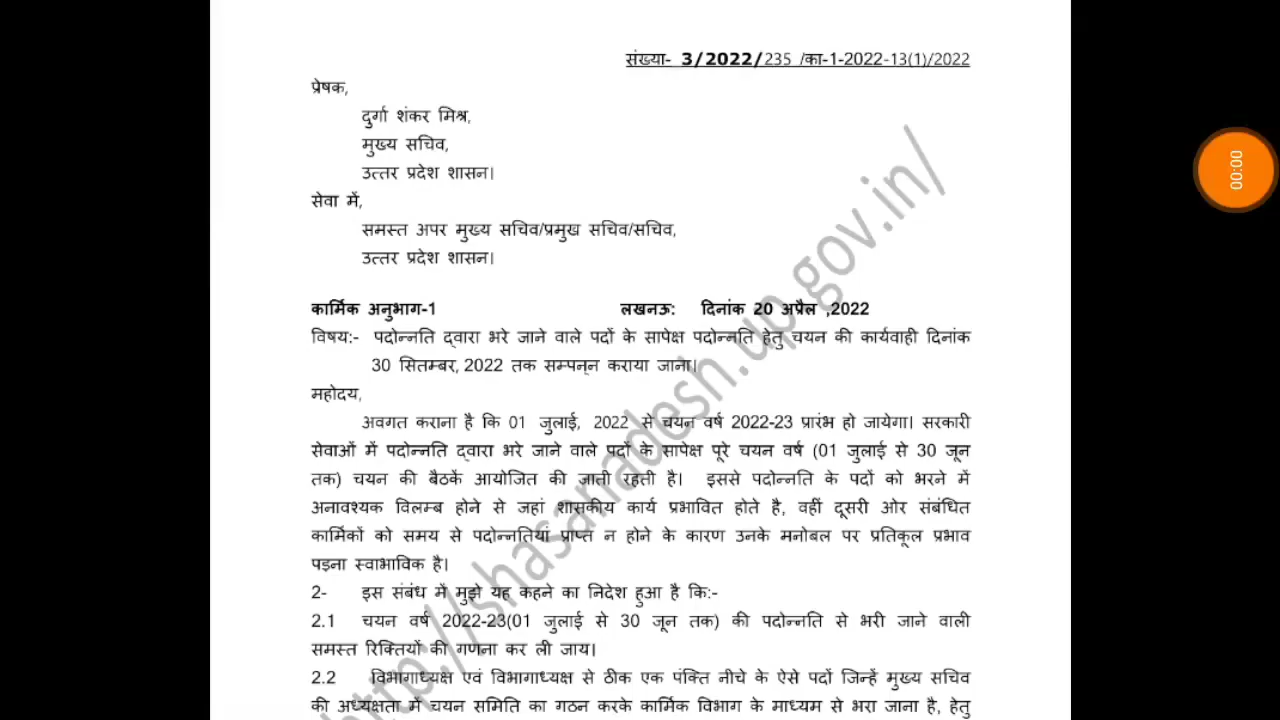 संख्या- 3/2022/235 /का-1-2022-13(1)/2022
प्रेषक,
दुर्गा शंकर मिश्र,
मुख्य सचिव,
उत्तर प्रदेश शासन।
सेवा में,
समस्त अपर मुख्य सचिव/प्रमुख सचिव/सचिव,
उत्तर प्रदेश शासन।
कार्मिक अनुभाग-1 लखनऊ: दिनांक 20 अप्रैल ,2022
विषय:- पदोन्नति द्वारा भरे जाने वाले पदों के सापेक्ष पदोन्नति हेतु चयन की कार्यवाही दिनांक
30 सितम्बर, 2022 तक सम्पन्न कराया जाना।
महोदय,
अवगत कराना है कि 01 जुलाई, 2022 से चयन वर्ष 2022-23 प्रारंभ हो जायेगा। सरकारी
सेवाओं में पदोन्नति द्वारा भरे जाने वाले पदों के सापेक्ष पूरे चयन वर्ष (01 जुलाई से 30 जून
तक) चयन की बैठकें आयोजित की जाती रहती है। इससे पदोन्नति के पदों को भरने में
अनावश्यक विलम्ब होने से जहां शासकीय कार्य प्रभावित होते है, वहीं दूसरी ओर संबंधित
कार्मिकों को समय से पदोन्नतियां प्राप्त न होने के कारण उनके मनोबल पर प्रतिकूल प्रभाव
पड़ना स्वाभाविक है।
2- इस संबंध में मुझे यह कहने का निदेश हुआ है कि:-
2.1 चयन वर्ष 2022-23(01 जुलाई से 30 जून तक) की पदोन्नति से भरी जाने वाली
समस्त रिक्तियों की गणना कर ली जाय।
2.2 विभागाध्यक्ष एवं विभागाध्यक्ष से ठीक एक पंक्ति नीचे के ऐसे पदों जिन्हें मुख्य सचिव
की अध्यक्षता में चयन समिति का गठन करके कार्मिक विभाग के माध्यम से भरा जाना है, हेतु
http://shasanadesh.up.gov.in/
00:00